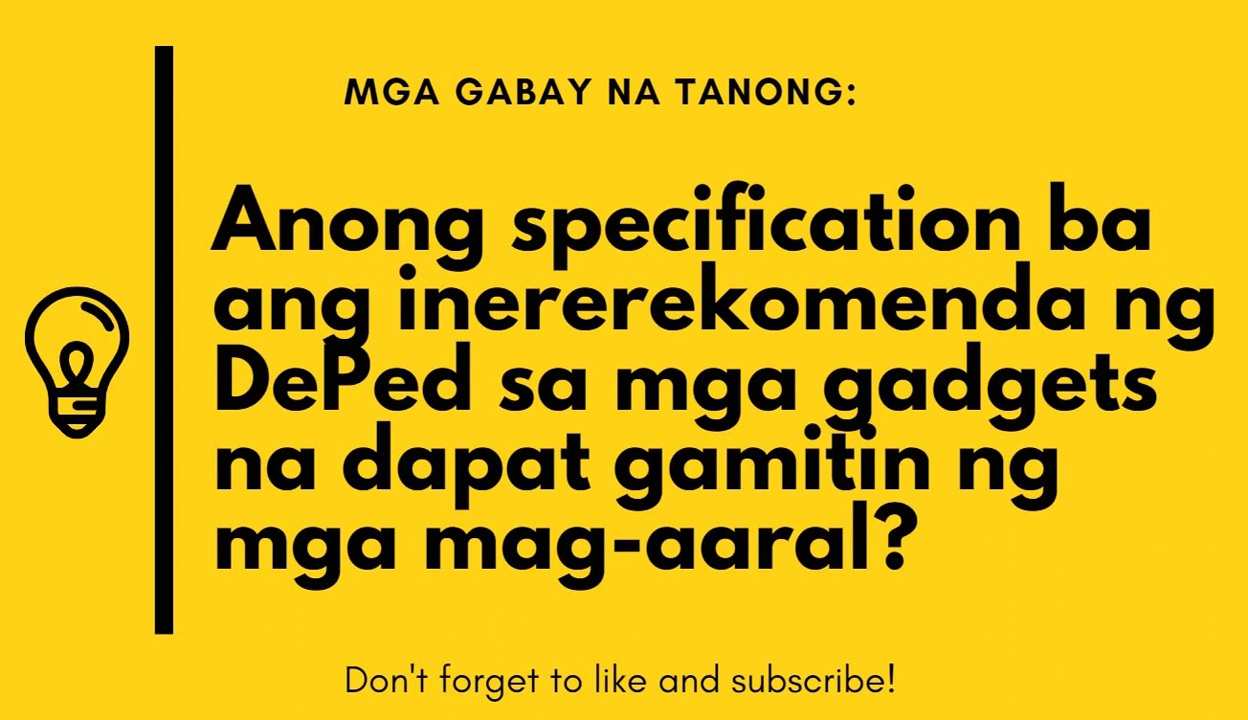 MGA GABAY NA TANONG:
Anong specification ba
ang inererekomenda ng
DePed sa mga gadgets
na dapat gamitin ng
mga mag-aaral?
Don't forget to like and subscribe!